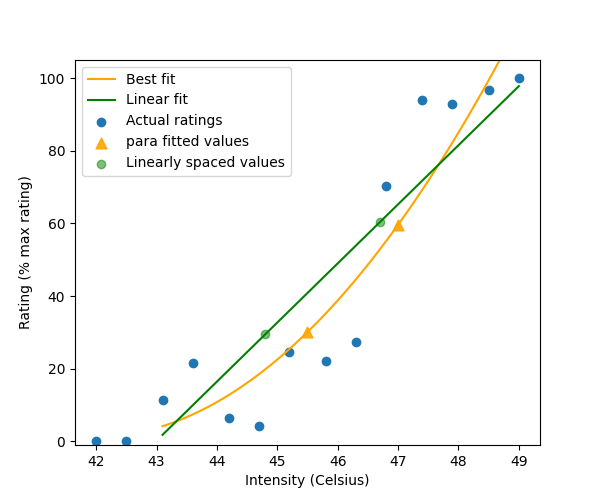 Best fit
Linear fit
Actual ratings
para fitted values
Linearly spaced values
Rating (% max rating)
100
80
60
40
20
0
42 43 44 45 46 47 48 49
Intensity (Celsius)